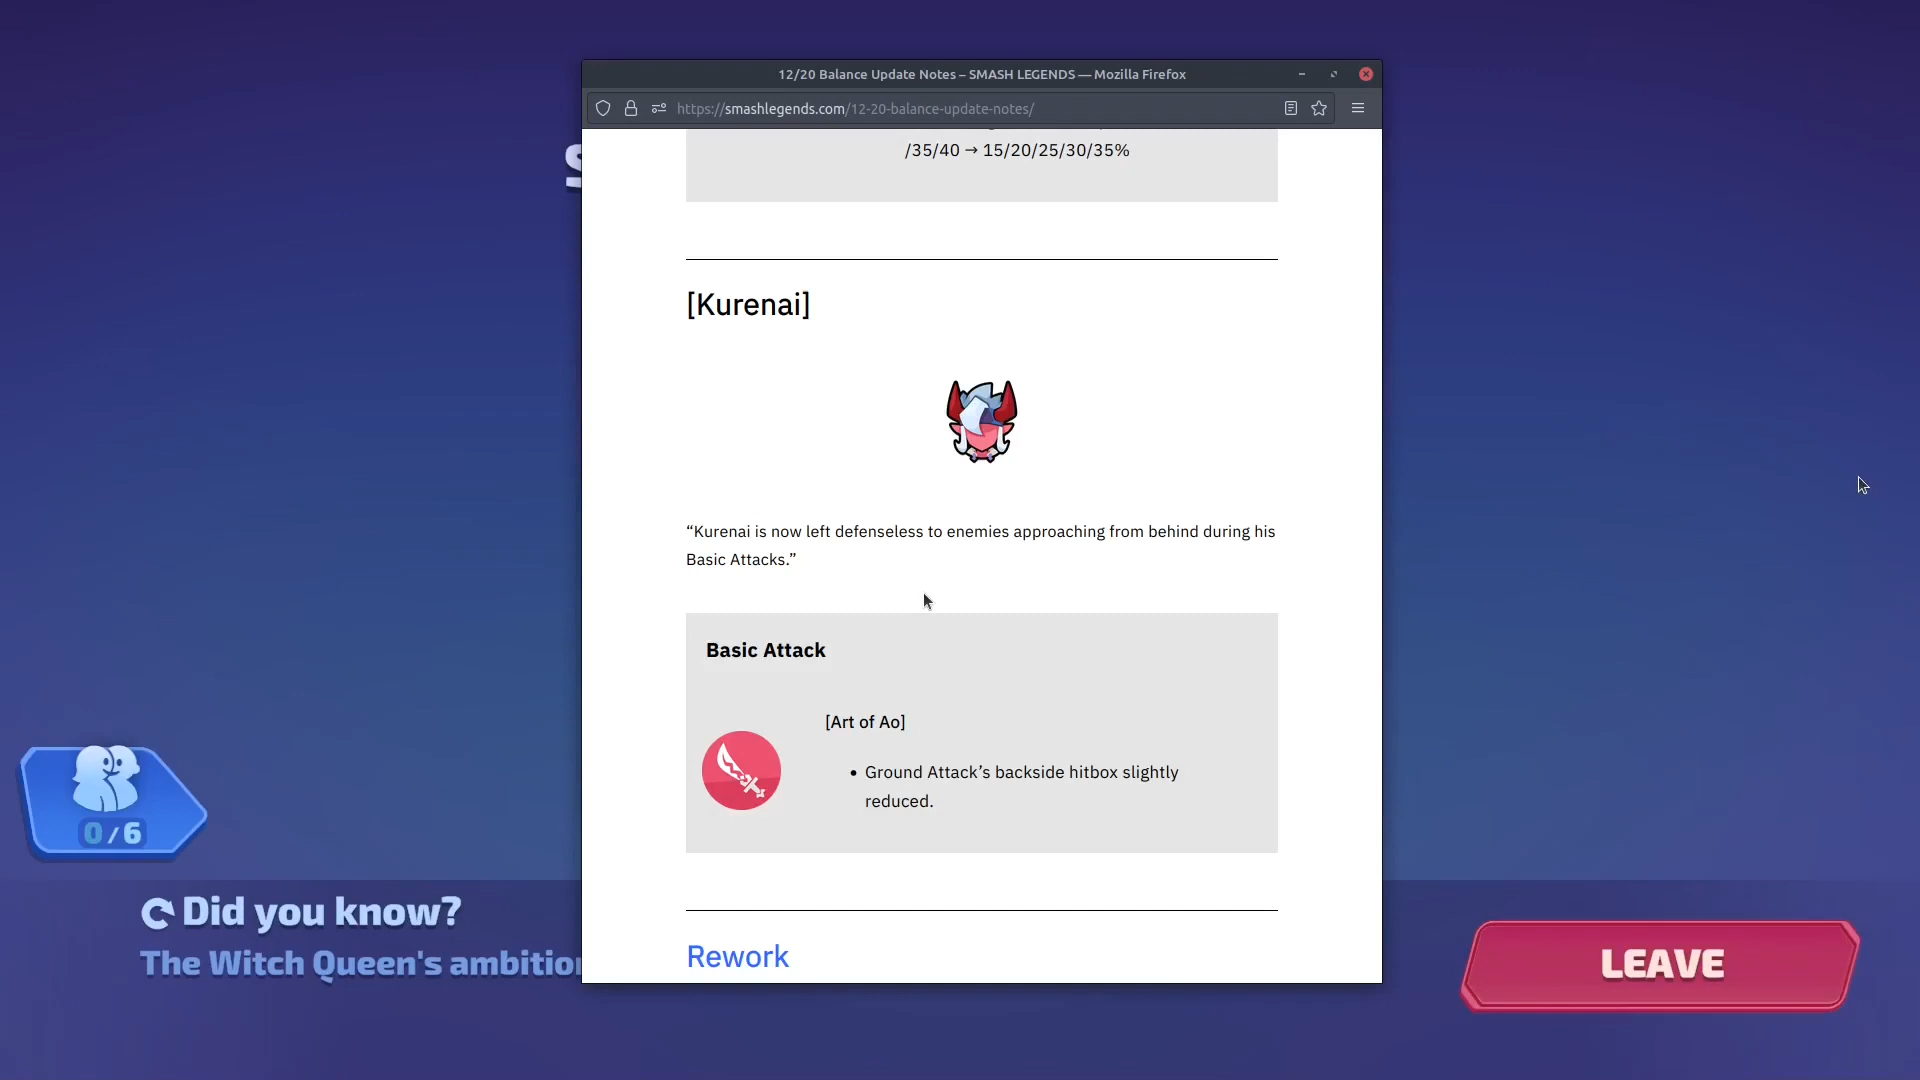 12/20 Balance Update Notes – SMASH LEGENDS — Mozilla Firefox
https://smashlegends.com/12-20-balance-update-notes/
/35/40 → 15/20/25/30/35%
[Kurenai]
“Kurenai is now left defenseless to enemies approaching from behind during his
Basic Attacks.”
Basic Attack
[Art of Ao]
• Ground Attack’s backside hitbox slightly
reduced.
Rework
0/6
Did you know?
The Witch Queen's
LEAVE